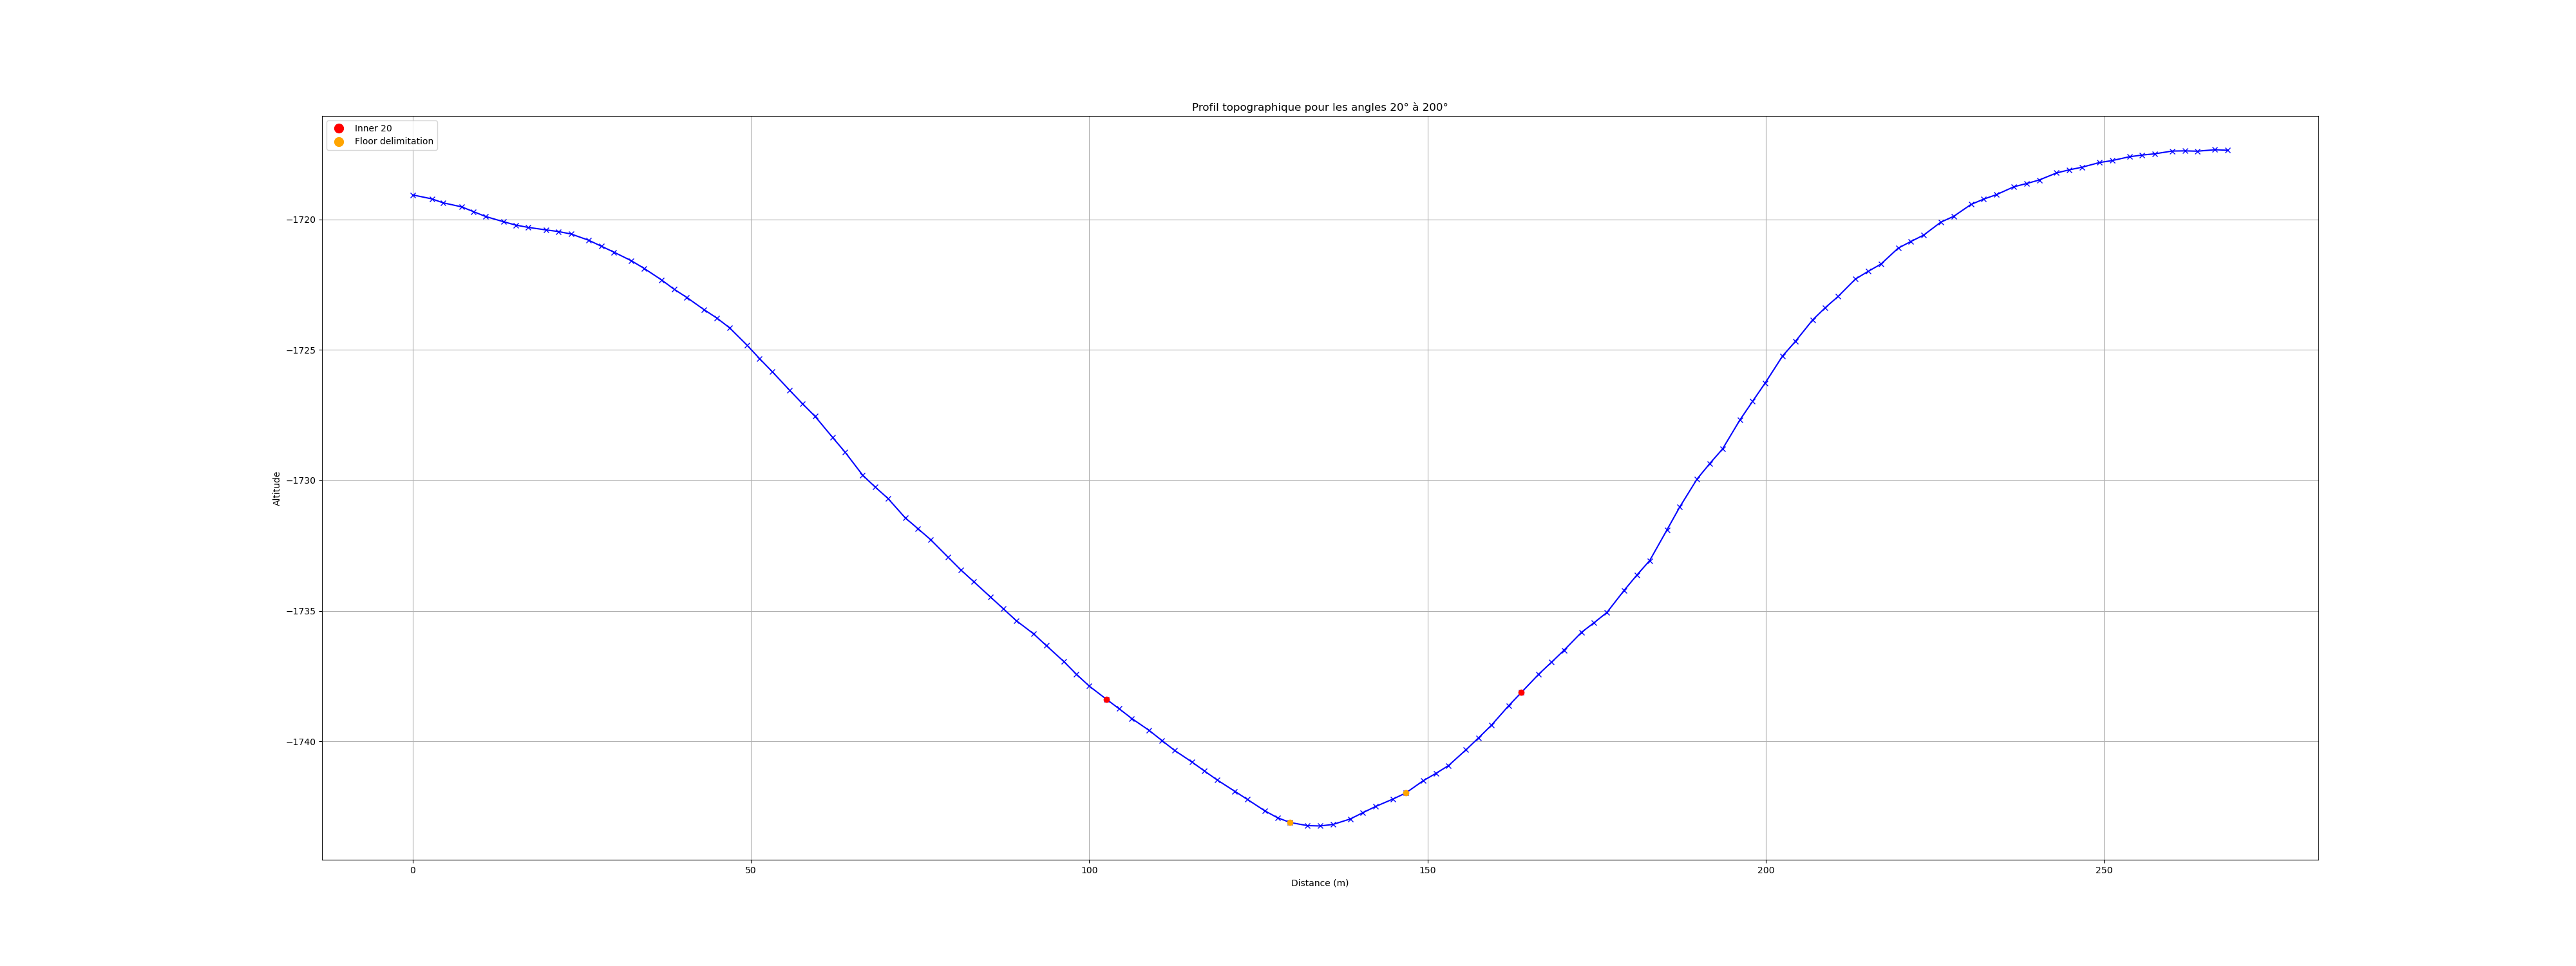 Profil topographique pour les angles 20° à 200°
Inner 20
Floor delimitation
−1720
−1725
−1730
−1735
−1740
Altitude
0 50 100 150 200 250
Distance (m)